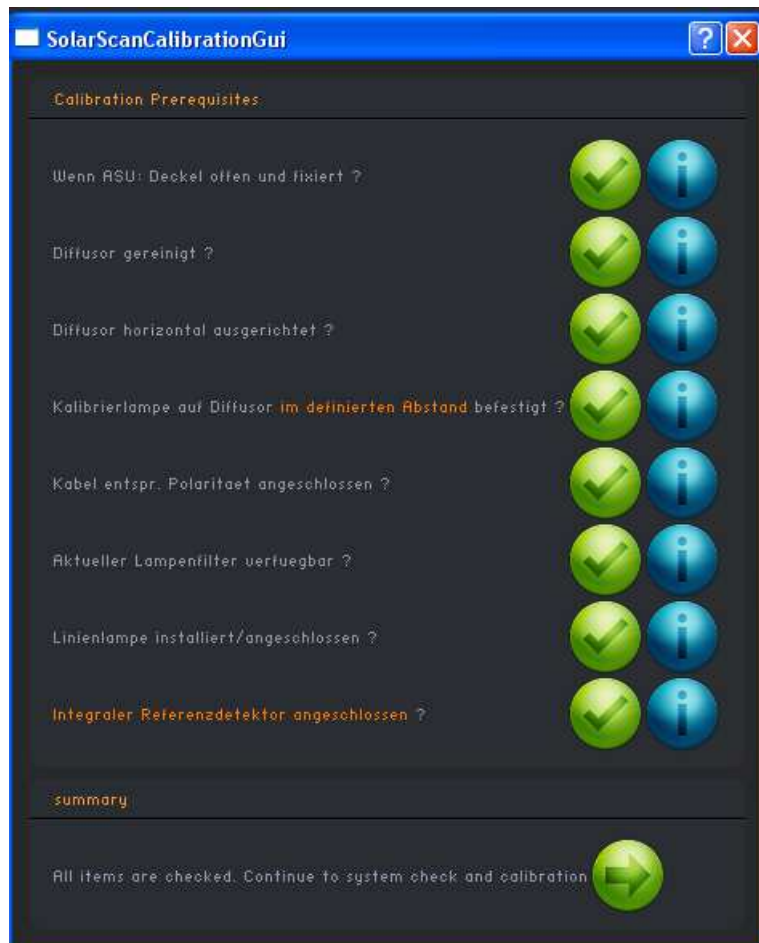 SolarScanCalibrationGui
Calibration Prerequisites
Wenn ASU: Deckel offen und fixiert ?
Diffusor gereinigt ?
Diffusor horizontal ausgerichtet ?
Kalibrierlampe auf Diffusor im definierten Abstand befestigt ?
Kabel entspr. Polaritaet angeschlossen ?
Aktueller Lampenfilter verfuegbar ?
Linienlampe installiert/angeschlossen ?
Integraler Referenzdetektor angeschlossen ?
summary
All items are checked. Continue to system check and calibration